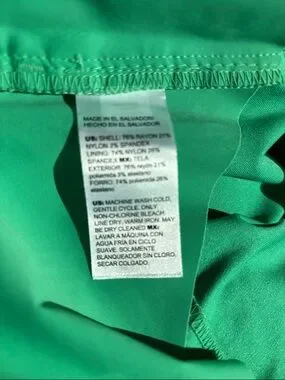 MADE IN EL SALVADOR/
HECHO EN EL SALVADOR
US: SHELL: 76% RAYON 21%
NYLON 3% SPANDEX
LINING: 74% NYLON 26%
SPANDEX MX: TELA
EXTERIOR: 76% rayón 21%
poliamida 3% elastano
FORRO: 74% poliamida 26%
elastano
US: MACHINE WASH COLD,
GENTLE CYCLE. ONLY
NON-CHLORINE BLEACH.
LINE DRY. WARM IRON. MAY
BE DRY CLEANED MX:
LAVAR A MÁQUINA CON
AGUA FRIA EN CICLO
SUAVE. SOLAMENTE
BLANQUEADOR SIN CLORO.
SECAR COLGADO.